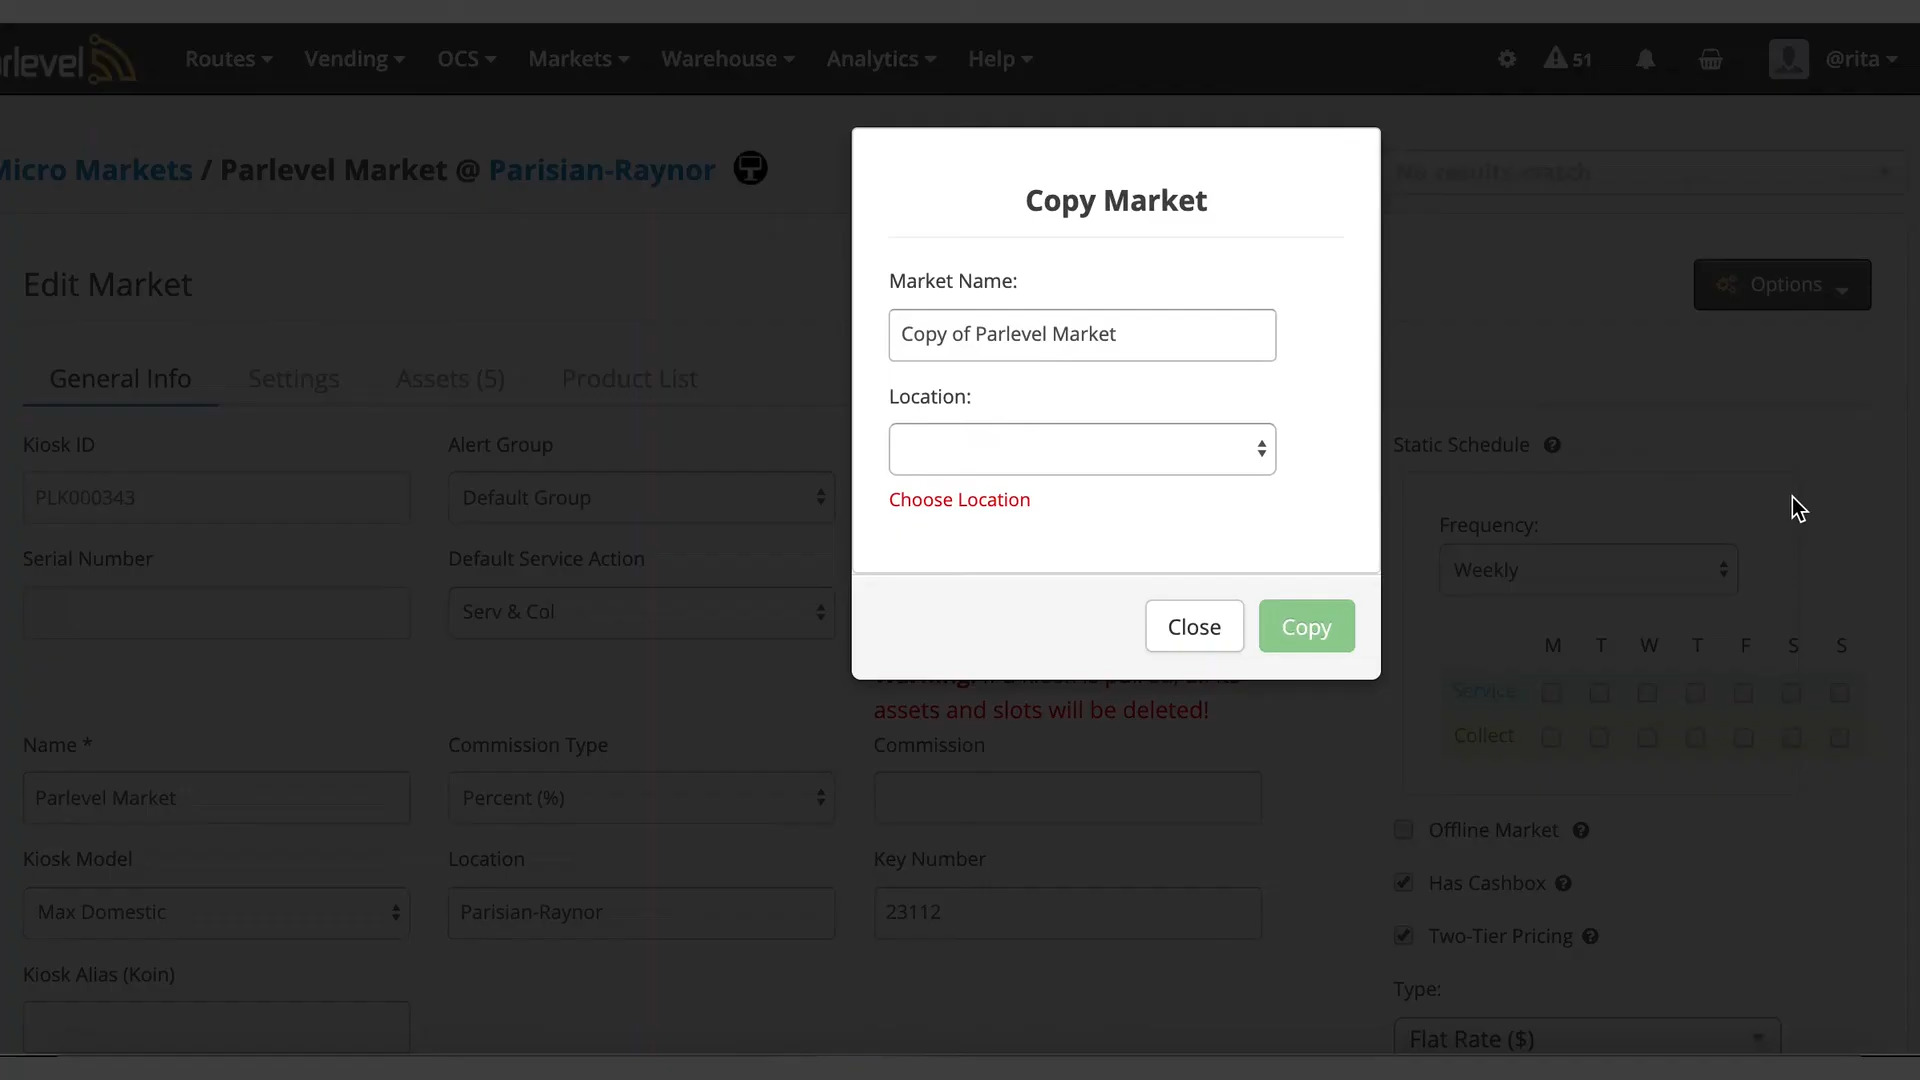 rlevel
Routes Vending OCS Markets Warehouse Analytics Help 51 @rita
Micro Markets / Parlevel Market @ Parisian-Raynor
No results match
Copy Market
Market Name:
Copy of Parlevel Market
Location:
Choose Location
Close Copy
Edit Market
Options
General Info Settings Assets (5) Product List
Kiosk ID
PLK000343
Alert Group
Default Group
Serial Number
Default Service Action
Serv & Col
assets and slots will be deleted!
Static Schedule
Frequency:
Weekly
M T W T F S S
Service
Collect
Name *
Parlevel Market
Commission Type
Percent (%)
Commission
Offline Market
Kiosk Model
Max Domestic
Location
Parisian-Raynor
Key Number
23112
Has Cashbox
Two-Tier Pricing
Kiosk Alias (Koin)
Type:
Flat Rate ($)